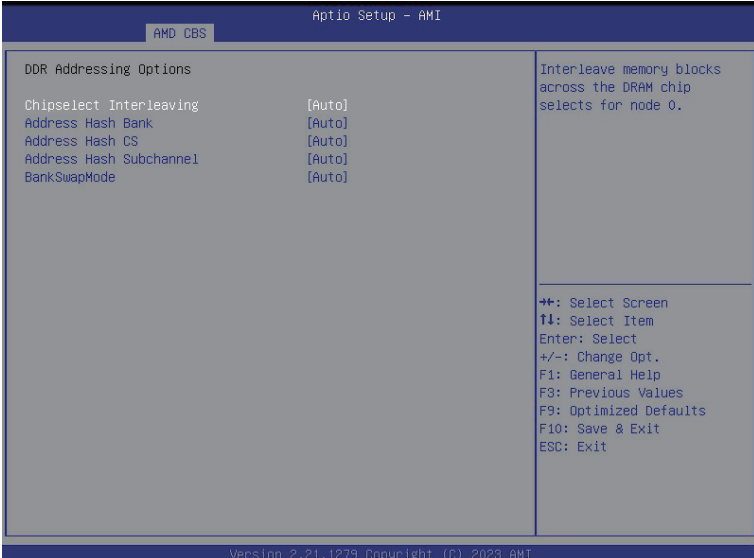 Aptio Setup – AMI
AMD CBS
DDR Addressing Options
Chipselect Interleaving [Auto]
Address Hash Bank [Auto]
Address Hash CS [Auto]
Address Hash Subchannel [Auto]
BankSwapMode [Auto]
Interleave memory blocks
across the DRAM chip
selects for node 0.
→←: Select Screen
↑↓: Select Item
Enter: Select
+/-: Change Opt.
F1: General Help
F3: Previous Values
F9: Optimized Defaults
F10: Save & Exit
ESC: Exit
Version 2.21.1279 Copyright (C) 2023 AMI